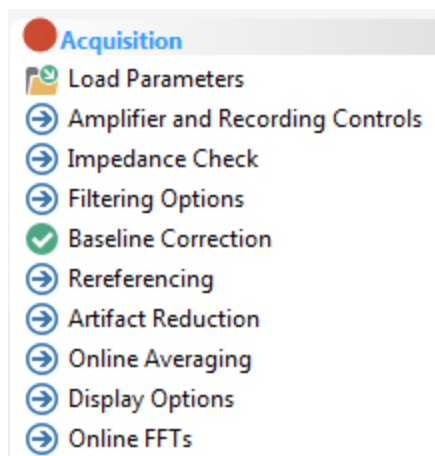 Acquisition
Load Parameters
Amplifier and Recording Controls
Impedance Check
Filtering Options
Baseline Correction
Rereferencing
Artifact Reduction
Online Averaging
Display Options
Online FFTs